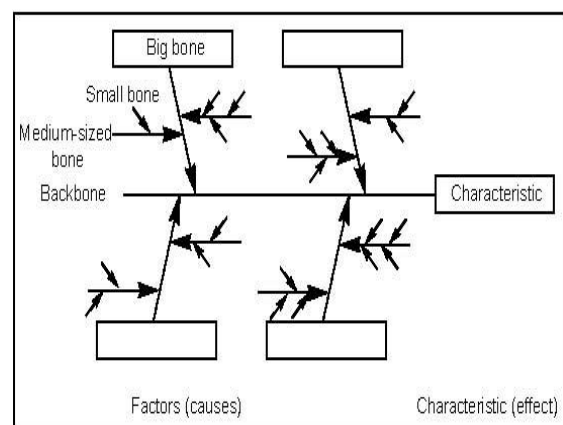 Big bone
Small bone
Medium-sized
bone
Backbone
Characteristic
Factors (causes)
Characteristic (effect)